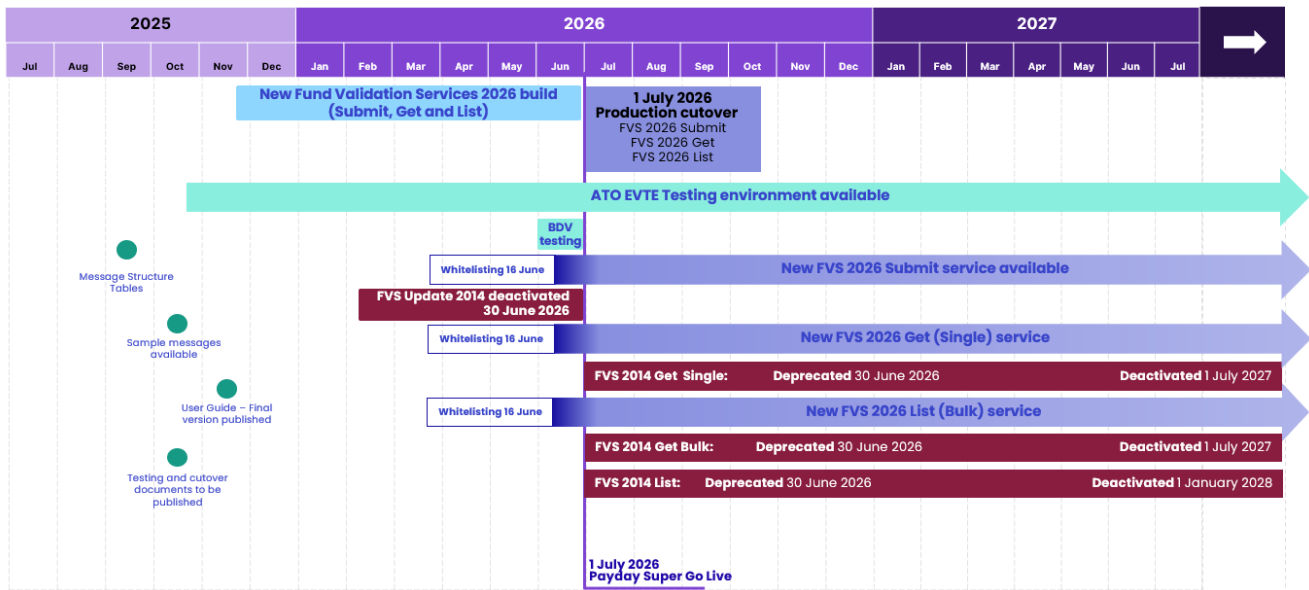 2025 2026 2027
Jul Aug Sep Oct Nov Dec Jan Feb Mar Apr May Jun Jul Aug Sep Oct Nov Dec Jan Feb Mar Apr May Jun Jul
New Fund Validation Services 2026 build
(Submit, Get and List)
1 July 2026
Production cutover
FVS 2026 Submit
FVS 2026 Get
FVS 2026 List
ATO EVTE Testing environment available
BDV
testing
Message Structure
Tables
Whitelisting 16 June
New FVS 2026 Submit service available
FVS Update 2014 deactivated
30 June 2026
Sample messages
available
Whitelisting 16 June
New FVS 2026 Get (Single) service
FVS 2014 Get Single: Deprecated 30 June 2026 Deactivated 1 July 2027
User Guide – Final
version published
Whitelisting 16 June
New FVS 2026 List (Bulk) service
FVS 2014 Get Bulk: Deprecated 30 June 2026 Deactivated 1 July 2027
Testing and cutover
documents to be
published
FVS 2014 List: Deprecated 30 June 2026 Deactivated 1 January 2028
1 July 2026
Payday Super Go Live